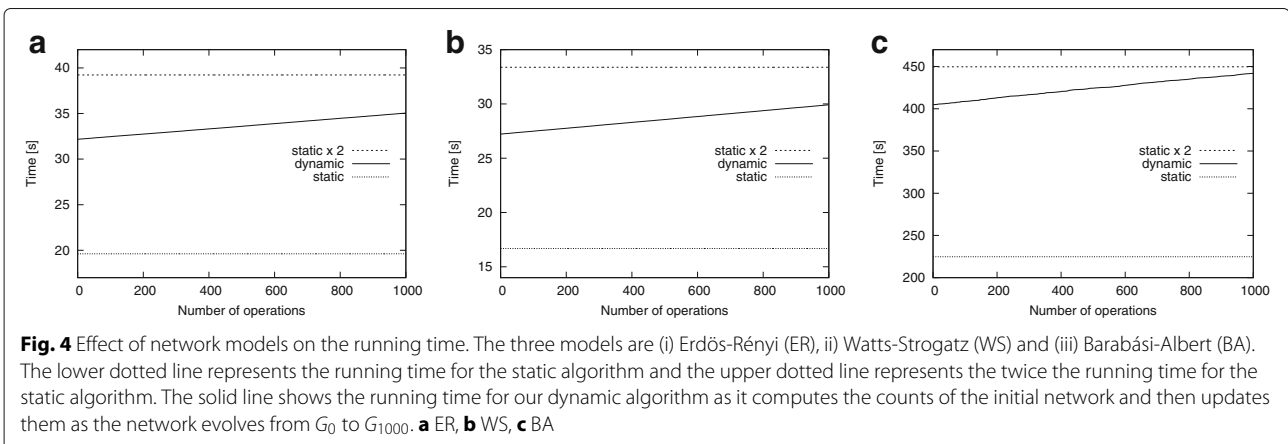 a
40
35
30
25
20
Time [s]
static x 2
dynamic
static
0 200 400 600 800 1000
Number of operations
b
35
30
25
20
15
Time [s]
static x 2
dynamic
static
0 200 400 600 800 1000
Number of operations
c
450
400
350
300
250
200
Time [s]
static x 2
dynamic
static
0 200 400 600 800 1000
Number of operations
Fig. 4 Effect of network models on the running time. The three models are (i) Erdös-Rényi (ER), ii) Watts-Strogatz (WS) and (iii) Barabási-Albert (BA).
The lower dotted line represents the running time for the static algorithm and the upper dotted line represents the twice the running time for the
static algorithm. The solid line shows the running time for our dynamic algorithm as it computes the counts of the initial network and then updates
them as the network evolves from G0 to G1000. a ER, b WS, c BA